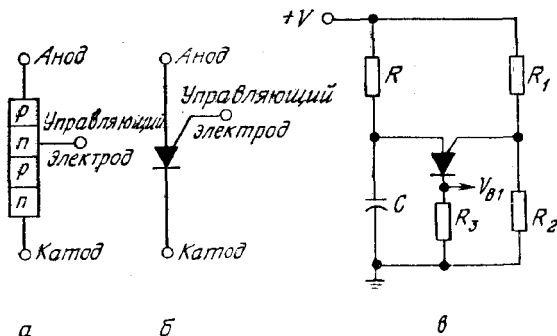 Анод
р
п
р
п
Управляющий
электрод
Катод
а
Анод
Управляющий
электрод
Катод
б
+V
R
R1
C
VB1
R3
R2
в